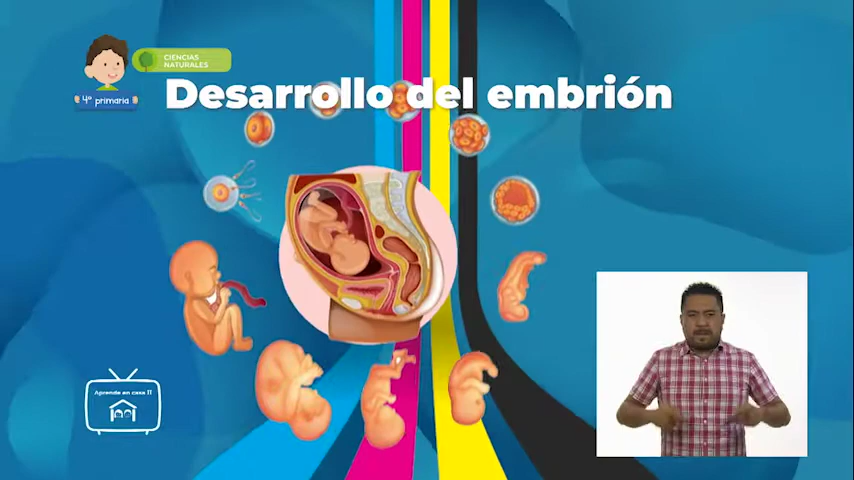 CIENCIAS
NATURALES
4° primaria
Desarrollo del embrión
Aprende en casa II